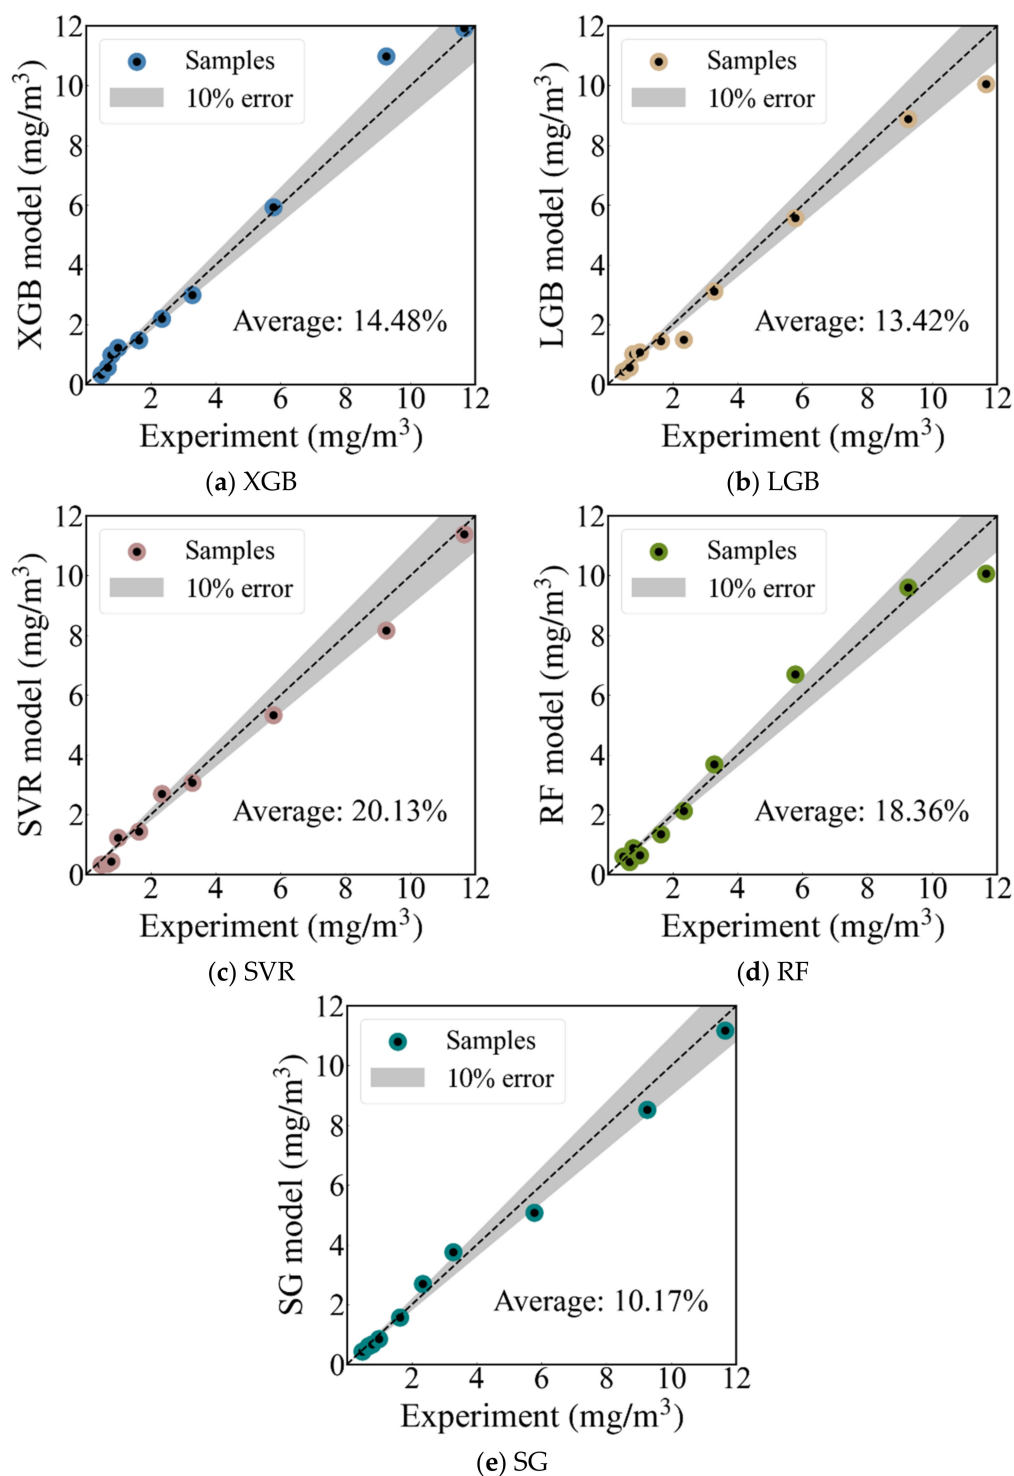 12
10
8
6
4
2
0
XGB model (mg/m³)
Samples
10% error
Average: 14.48%
2 4 6 8 10 12
Experiment (mg/m³)
(a) XGB
12
10
8
6
4
2
0
LGB model (mg/m³)
Samples
10% error
Average: 13.42%
2 4 6 8 10 12
Experiment (mg/m³)
(b) LGB
12
10
8
6
4
2
0
SVR model (mg/m³)
Samples
10% error
Average: 20.13%
2 4 6 8 10 12
Experiment (mg/m³)
(c) SVR
12
10
8
6
4
2
0
RF model (mg/m³)
Samples
10% error
Average: 18.36%
2 4 6 8 10 12
Experiment (mg/m³)
(d) RF
12
10
8
6
4
2
0
SG model (mg/m³)
Samples
10% error
Average: 10.17%
2 4 6 8 10 12
Experiment (mg/m³)
(e) SG